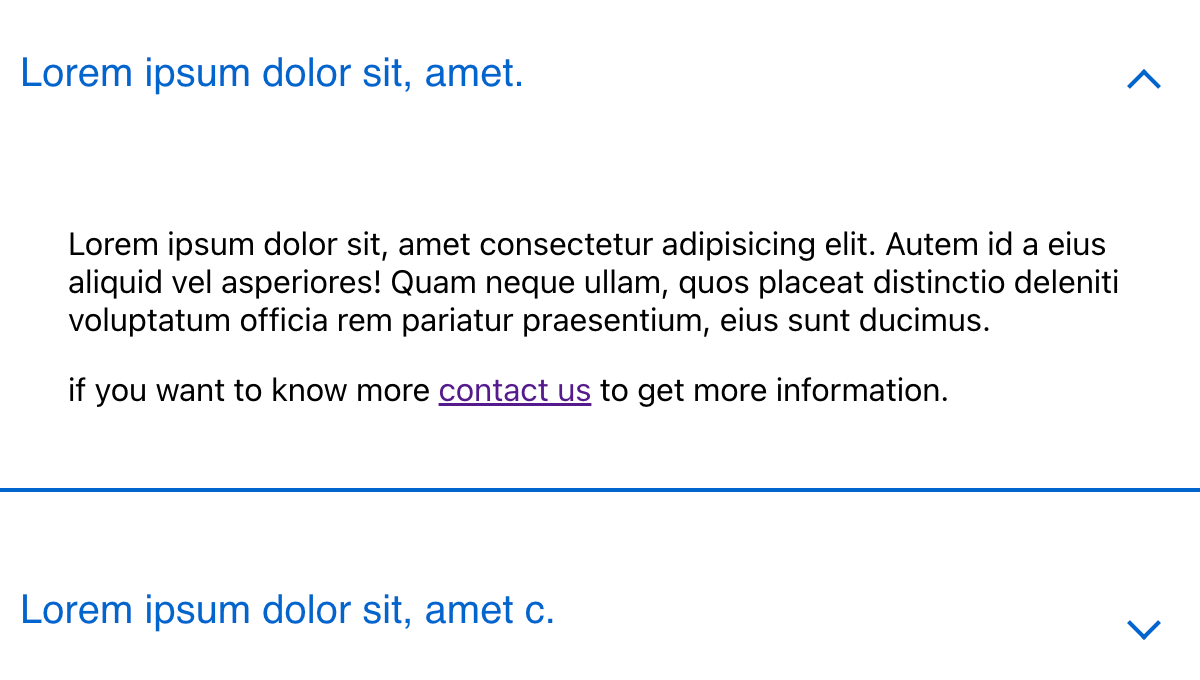 Lorem ipsum dolor sit, amet.
Lorem ipsum dolor sit, amet consectetur adipisicing elit. Autem id a eius
aliquid vel asperiores! Quam neque ullam, quos placeat distinctio deleniti
voluptatum officia rem pariatur praesentium, eius sunt ducimus.
if you want to know more contact us to get more information.
Lorem ipsum dolor sit, amet c.